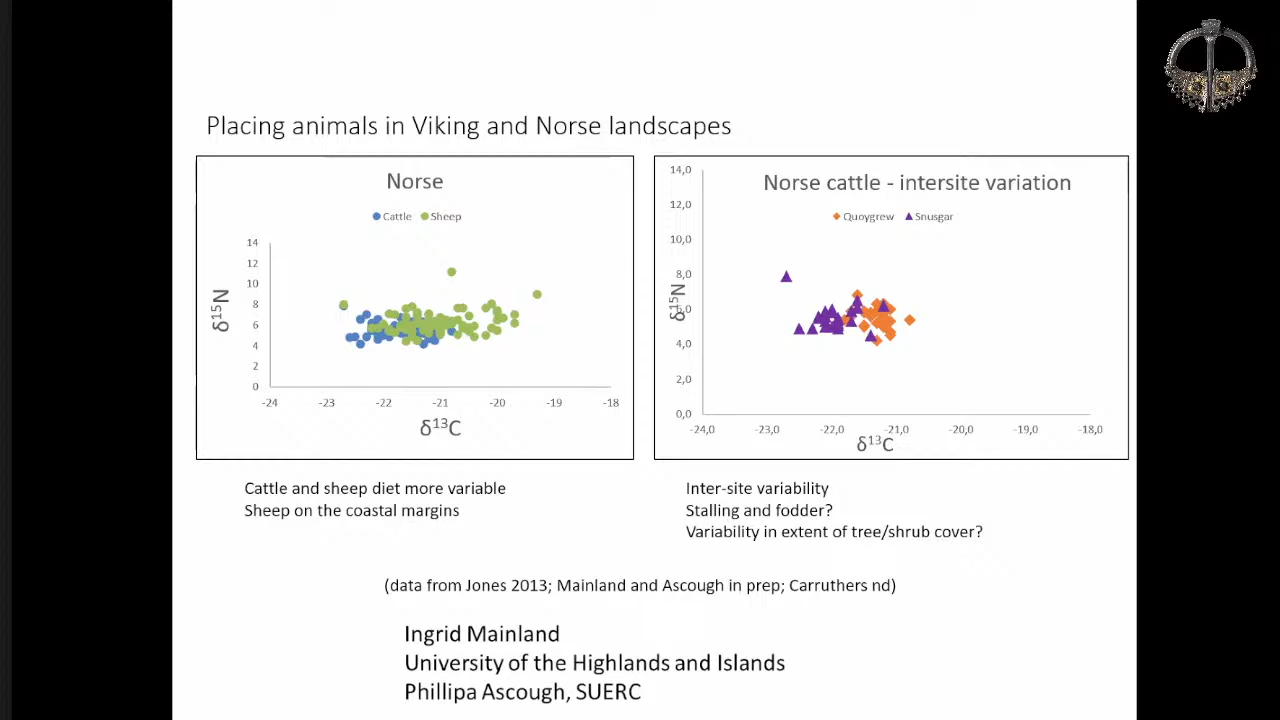 Placing animals in Viking and Norse landscapes
Norse
Cattle Sheep
14
12
10
8
6
4
2
0
δ15N
-24 -23 -22 -21 -20 -19 -18
δ13C
Norse cattle - intersite variation
Quoygrew Snusgar
14,0
12,0
10,0
8,0
6,0
4,0
2,0
0,0
δ15N
-24,0 -23,0 -22,0 -21,0 -20,0 -19,0 -18,0
δ13C
Cattle and sheep diet more variable
Sheep on the coastal margins
Inter-site variability
Stalling and fodder?
Variability in extent of tree/shrub cover?
(data from Jones 2013; Mainland and Ascough in prep; Carruthers nd)
Ingrid Mainland
University of the Highlands and Islands
Phillipa Ascough, SUERC